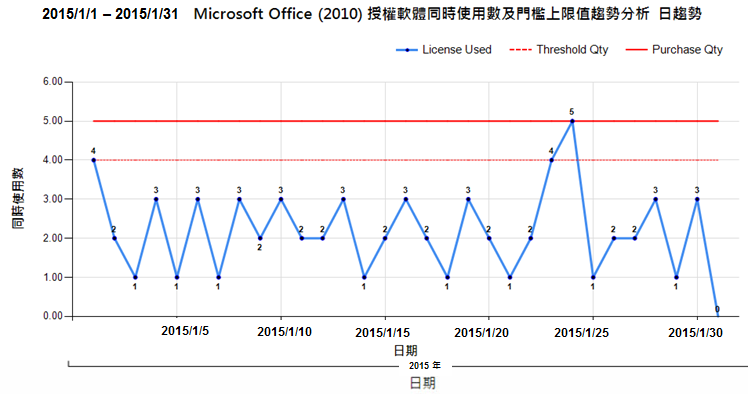 2015/1/1 – 2015/1/31 Microsoft Office (2010) 授權軟體同時使用數及門檻上限值趨勢分析 日趨勢
License Used Threshold Qty Purchase Qty
6.00
5.00
4.00
3.00
2.00
1.00
0.00
同時使用數
4 2 1 3 1 3 1 3 2 3 2 2 3 1 2 3 2 1 3 2 1 2 4 5 1 2 2 3 1 3 0
2015/1/5 2015/1/10 2015/1/15 2015/1/20 2015/1/25 2015/1/30
日期
2015 年
日期